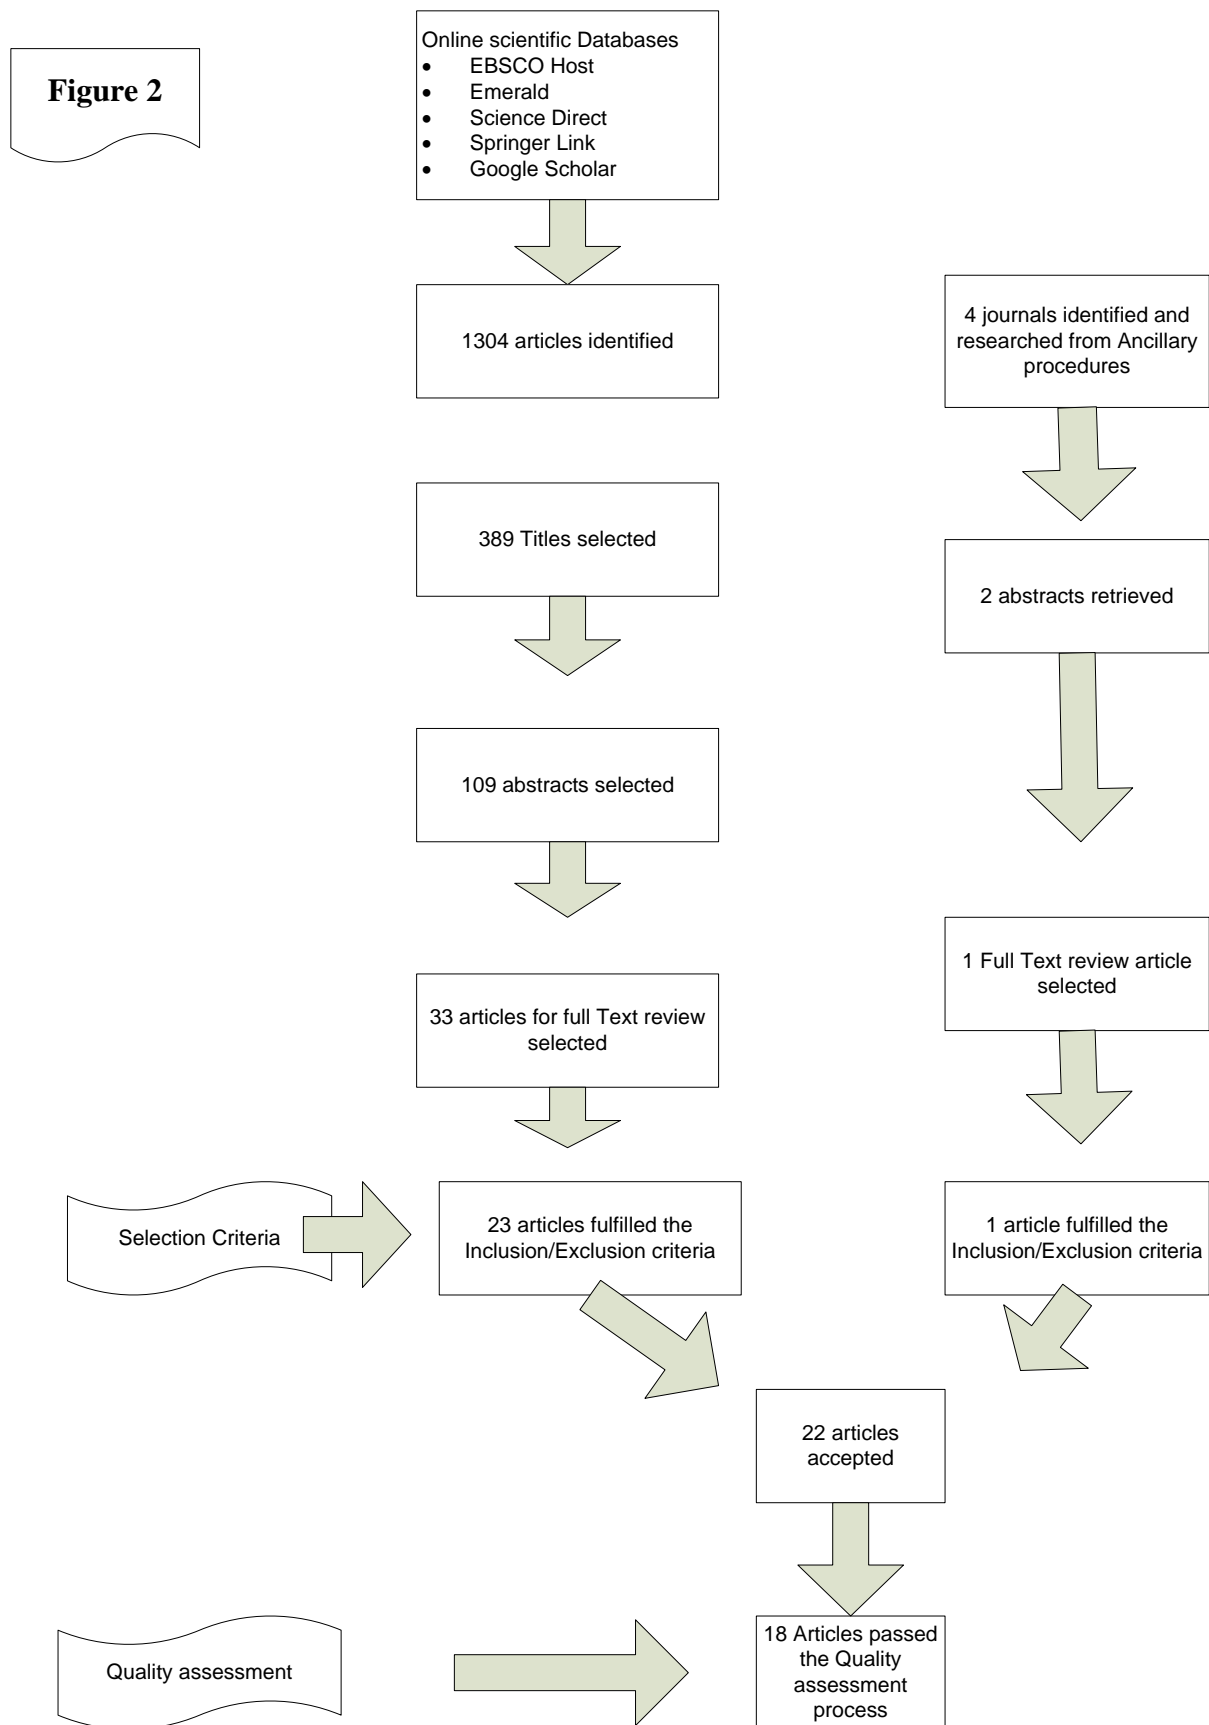 Figure 2
Online scientific Databases
• EBSCO Host
• Emerald
• Science Direct
• Springer Link
• Google Scholar
1304 articles identified
4 journals identified and
researched from Ancillary
procedures
389 Titles selected
2 abstracts retrieved
109 abstracts selected
33 articles for full Text review
selected
1 Full Text review article
selected
Selection Criteria
23 articles fulfilled the
Inclusion/Exclusion criteria
1 article fulfilled the
Inclusion/Exclusion criteria
22 articles
accepted
Quality assessment
18 Articles passed
the Quality
assessment
process